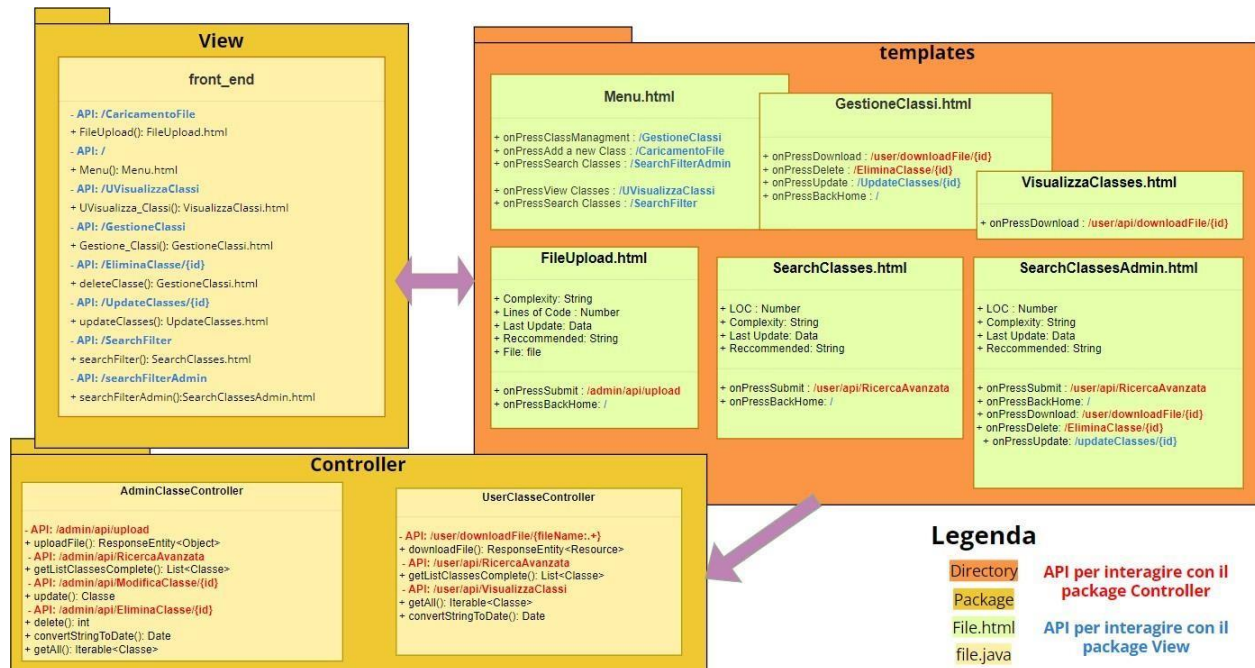 View
front_end
- API: /CaricamentoFile
+ FileUpload(): FileUpload.html
- API: /
+ Menu(): Menu.html
- API: /UVisualizzaClassi
+ UVisualizza_Classi(): VisualizzaClassi.html
- API: /GestioneClassi
+ Gestione_Classi(): GestioneClassi.html
- API: /EliminaClasse/{id}
+ deleteClasse(): GestioneClassi.html
- API: /UpdateClasses/{id}
+ updateClasses(): UpdateClasses.html
- API: /SearchFilter
+ searchFilter(): SearchClasses.html
- API: /searchFilterAdmin
+ searchFilterAdmin():SearchClassesAdmin.html
templates
Menu.html
+ onPressClassManagment : /GestioneClassi
+ onPressAdd a new Class : /CaricamentoFile
+ onPressSearch Classes : /SearchFilterAdmin
+ onPressView Classes : /UVisualizzaClassi
+ onPressSearch Classes : /SearchFilter
GestioneClassi.html
+ onPressDownload : /user/downloadFile/{id}
+ onPressDelete : /EliminaClasse/{id}
+ onPressUpdate : /UpdateClasses/{id}
+ onPressBackHome : /
VisualizzaClasses.html
+ onPressDownload : /user/api/downloadFile/{id}
FileUpload.html
+ Complexity: String
+ Lines of Code : Number
+ Last Update: Data
+ Reccommended: String
+ File: file
+ onPressSubmit : /admin/api/upload
+ onPressBackHome: /
SearchClasses.html
+ LOC : Number
+ Complexity: String
+ Last Update: Data
+ Reccommended: String
+ onPressSubmit : /user/api/RicercaAvanzata
+ onPressBackHome: /
SearchClassesAdmin.html
+ LOC : Number
+ Complexity: String
+ Last Update: Data
+ Reccommended: String
+ onPressSubmit : /user/api/RicercaAvanzata
+ onPressBackHome: /
+ onPressDownload: /user/downloadFile/{id}
+ onPressDelete: /EliminaClasse/{id}
+ onPressUpdate: /updateClasses/{id}
Controller
AdminClasseController
- API: /admin/api/upload
+ uploadFile(): ResponseEntity<Object>
- API: /admin/api/RicercaAvanzata
+ getListClassesComplete(): List<Classe>
- API: /admin/api/ModificaClasse/{id}
+ update(): Classe
- API: /admin/api/EliminaClasse/{id}
+ delete(): int
+ convertStringToDate(): Date
+ getAll(): Iterable<Classe>
UserClasseController
- API: /user/downloadFile/{fileName:.+}
+ downloadFile(): ResponseEntity<Resource>
- API: /user/api/RicercaAvanzata
+ getListClassesComplete(): List<Classe>
- API: /user/api/VisualizzaClassi
+ getAll(): Iterable<Classe>
+ convertStringToDate(): Date
Legenda
Directory
Package
File.html
file.java
API per interagire con il
package Controller
API per interagire con il
package View